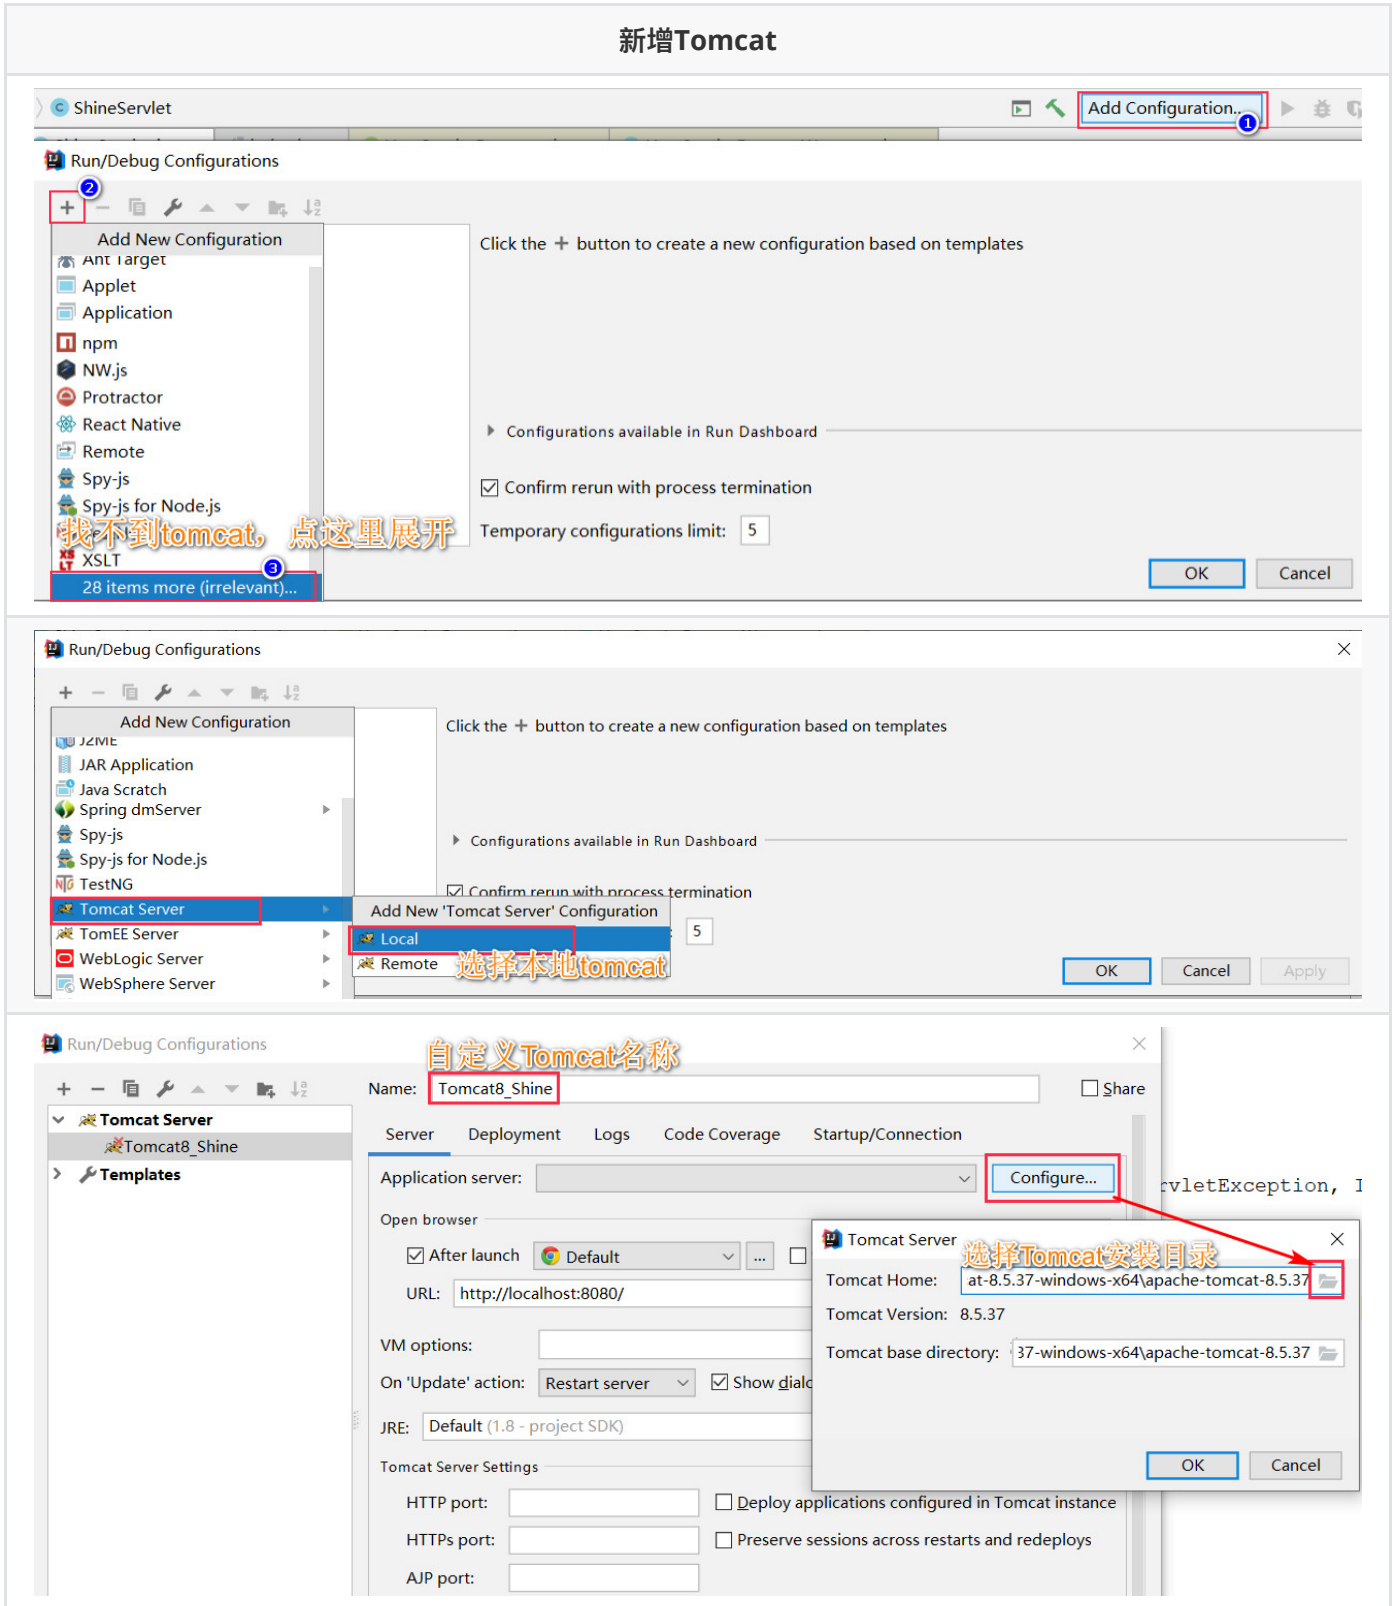 新增Tomcat
ShineServlet
Add Configuration...
1
Run/Debug Configurations
2
Add New Configuration
Click the + button to create a new configuration based on templates
Ant Target
Applet
Application
npm
NW.js
Protractor
React Native
Configurations available in Run Dashboard
Remote
Spy-js
Confirm rerun with process termination
Spy-js for Node.js
找不到tomcat，点这里展开
Temporary configurations limit: 5
XSLT
3
OK Cancel
28 items more (irrelevant)...
Run/Debug Configurations
Add New Configuration
Click the + button to create a new configuration based on templates
J2ME
JAR Application
Java Scratch
Spring dmServer
Spy-js
Configurations available in Run Dashboard
Spy-js for Node.js
TestNG
Confirm rerun with process termination
Tomcat Server
Add New 'Tomcat Server' Configuration
TomEE Server
Local
5
WebLogic Server
Remote
选择本地tomcat
OK Cancel Apply
WebSphere Server
Run/Debug Configurations
自定义Tomcat名称
Name: Tomcat8_Shine
Share
Tomcat Server
Tomcat8_Shine
Templates
Server Deployment Logs Code Coverage Startup/Connection
Application server:
Configure...
rvletException, I
Open browser
After launch Default ...
URL: http://localhost:8080/
Tomcat Server
选择Tomcat安装目录
Tomcat Home: at-8.5.37-windows-x64\apache-tomcat-8.5.37
Tomcat Version: 8.5.37
Tomcat base directory: 37-windows-x64\apache-tomcat-8.5.37
OK Cancel
VM options:
On 'Update' action: Restart server Show dialo
JRE: Default (1.8 - project SDK)
Tomcat Server Settings
HTTP port:
Deploy applications configured in Tomcat instance
HTTPs port:
Preserve sessions across restarts and redeploys
AJP port: